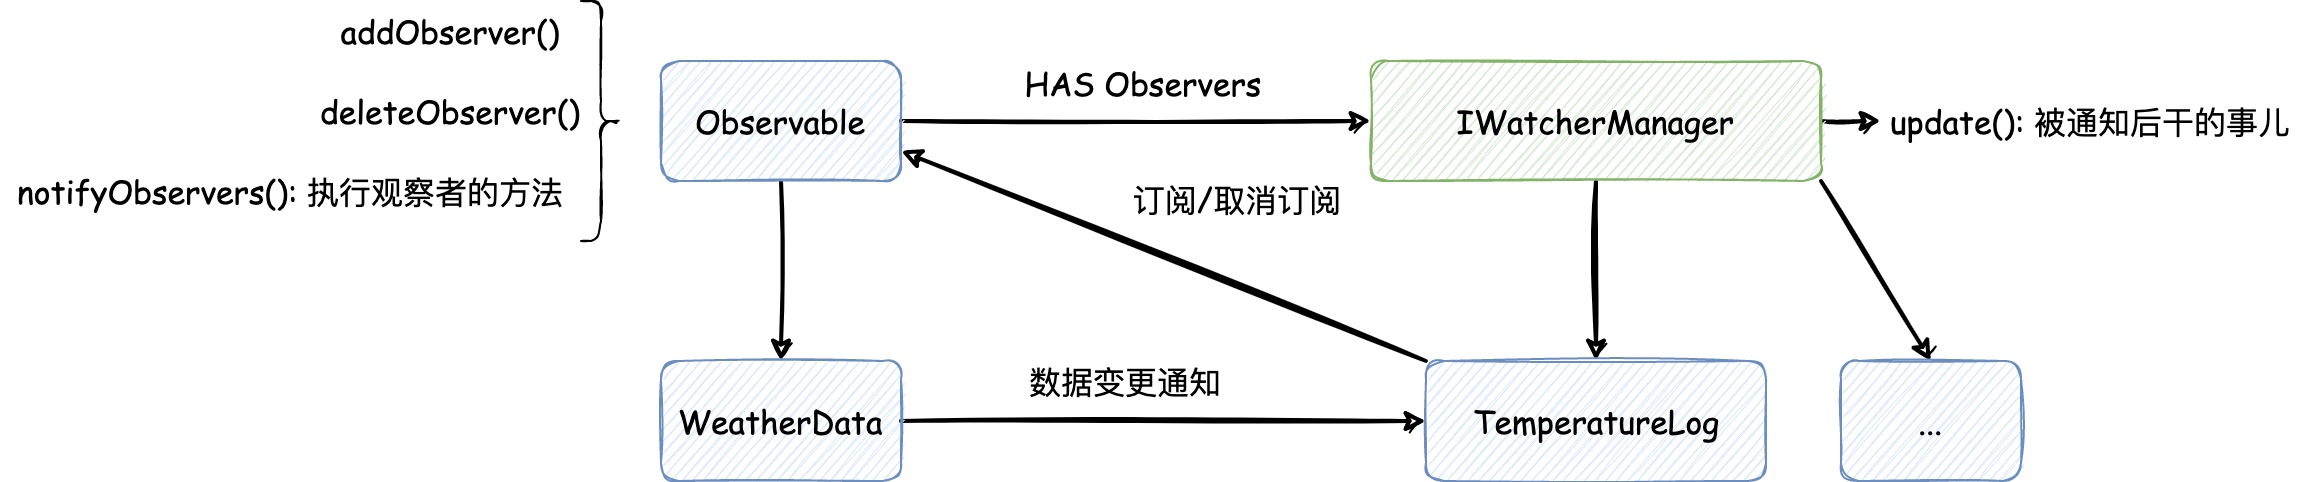 addObserver()
deleteObserver()
notifyObservers(): 执行观察者的方法
Observable
HAS Observers
IWatcherManager
update(): 被通知后干的事儿
订阅/取消订阅
WeatherData
数据变更通知
TemperatureLog
...